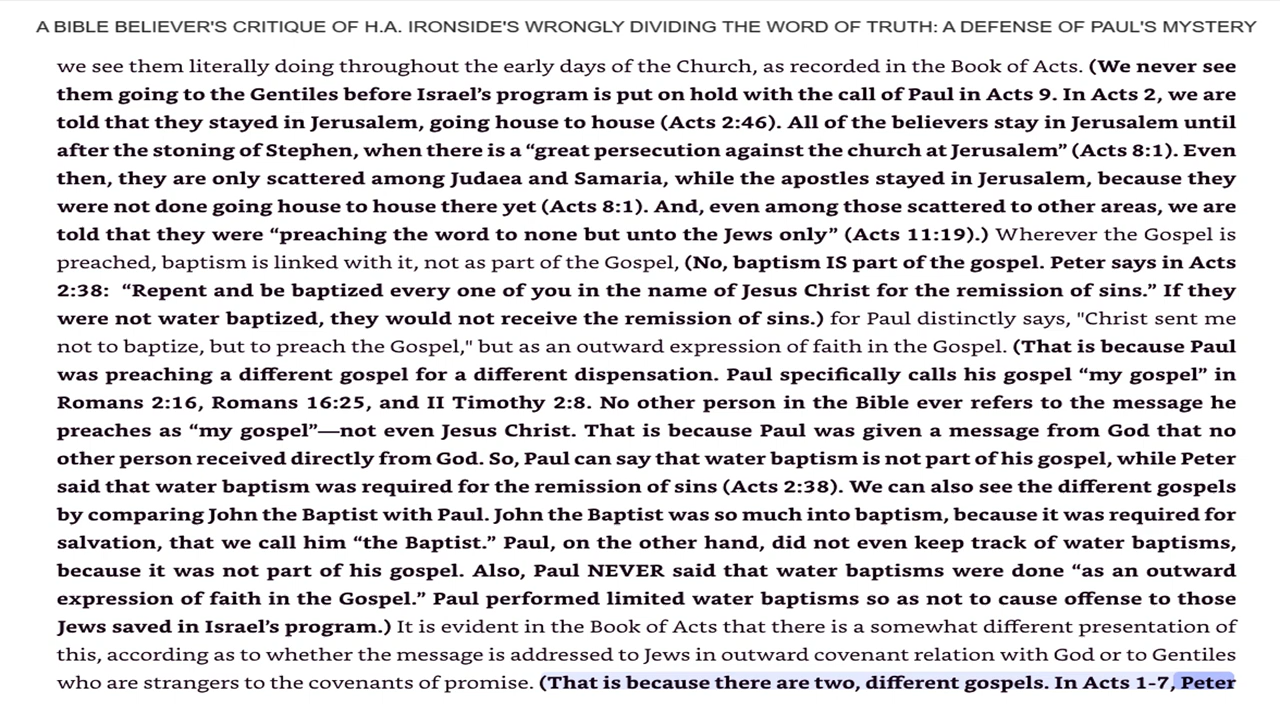 A BIBLE BELIEVER'S CRITIQUE OF H.A. IRONSIDE'S WRONGLY DIVIDING THE WORD OF TRUTH: A DEFENSE OF PAUL'S MYSTERY
we see them literally doing throughout the early days of the Church, as recorded in the Book of Acts. (We never see
them going to the Gentiles before Israel’s program is put on hold with the call of Paul in Acts 9. In Acts 2, we are
told that they stayed in Jerusalem, going house to house (Acts 2:46). All of the believers stay in Jerusalem until
after the stoning of Stephen, when there is a “great persecution against the church at Jerusalem” (Acts 8:1). Even
then, they are only scattered among Judaea and Samaria, while the apostles stayed in Jerusalem, because they
were not done going house to house there yet (Acts 8:1). And, even among those scattered to other areas, we are
told that they were “preaching the word to none but unto the Jews only” (Acts 11:19).) Wherever the Gospel is
preached, baptism is linked with it, not as part of the Gospel, (No, baptism IS part of the gospel. Peter says in Acts
2:38: “Repent and be baptized every one of you in the name of Jesus Christ for the remission of sins.” If they
were not water baptized, they would not receive the remission of sins.) for Paul distinctly says, "Christ sent me
not to baptize, but to preach the Gospel," but as an outward expression of faith in the Gospel. (That is because Paul
was preaching a different gospel for a different dispensation. Paul specifically calls his gospel “my gospel” in
Romans 2:16, Romans 16:25, and II Timothy 2:8. No other person in the Bible ever refers to the message he
preaches as “my gospel”—not even Jesus Christ. That is because Paul was given a message from God that no
other person received directly from God. So, Paul can say that water baptism is not part of his gospel, while Peter
said that water baptism was required for the remission of sins (Acts 2:38). We can also see the different gospels
by comparing John the Baptist with Paul. John the Baptist was so much into baptism, because it was required for
salvation, that we call him “the Baptist.” Paul, on the other hand, did not even keep track of water baptisms,
because it was not part of his gospel. Also, Paul NEVER said that water baptisms were done “as an outward
expression of faith in the Gospel.” Paul performed limited water baptisms so as not to cause offense to those
Jews saved in Israel’s program.) It is evident in the Book of Acts that there is a somewhat different presentation of
this, according as to whether the message is addressed to Jews in outward covenant relation with God or to Gentiles
who are strangers to the covenants of promise. (That is because there are two, different gospels. In Acts 1-7, Peter